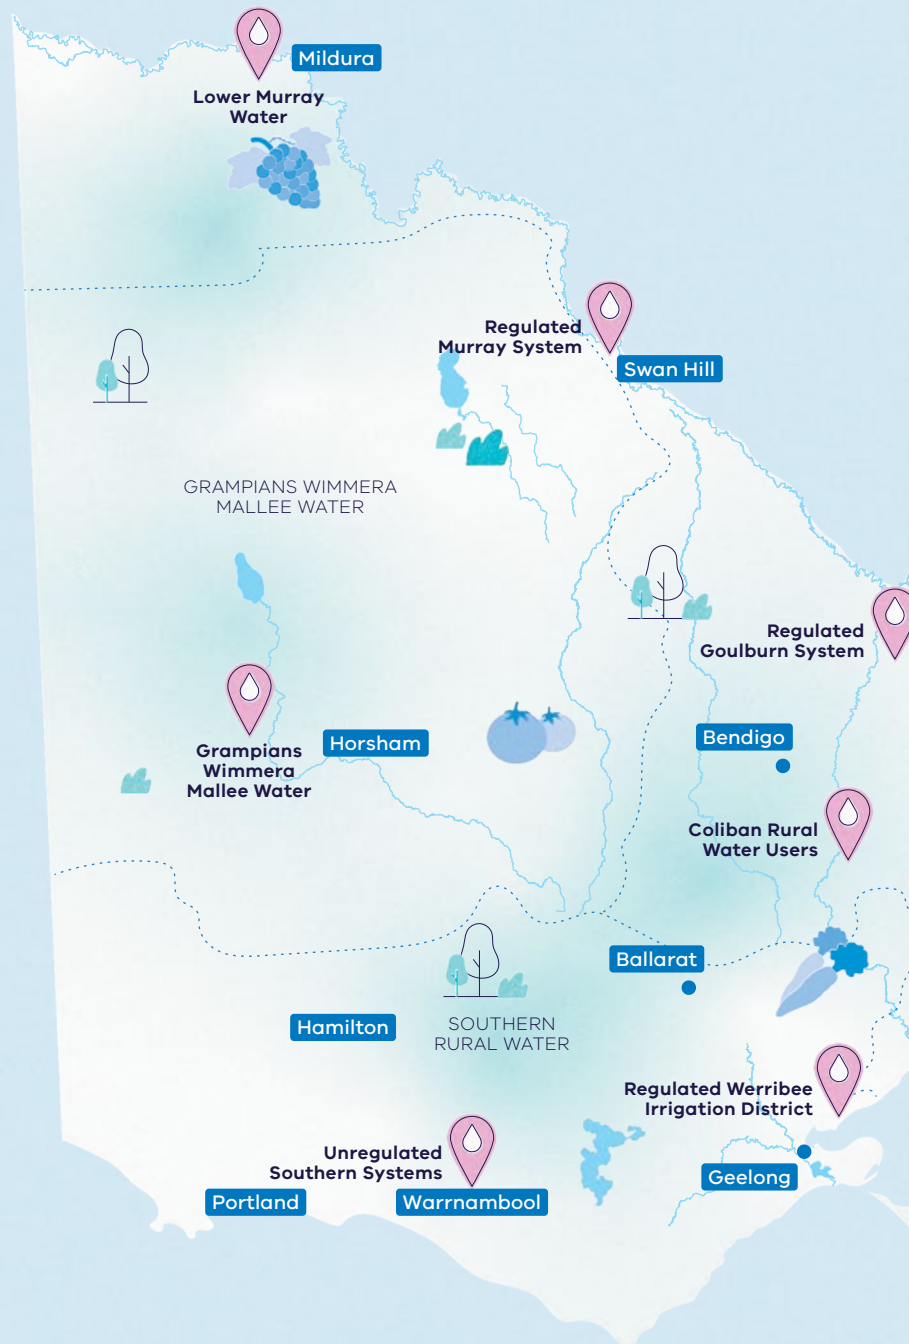 Mildura
Lower Murray
Water
Regulated
Murray System
Swan Hill
GRAMPIANS WIMMERA
MALLEE WATER
Regulated
Goulburn System
Grampians
Wimmera
Mallee Water
Horsham
Bendigo
Coliban Rural
Water Users
Ballarat
Hamilton
SOUTHERN
RURAL WATER
Regulated Werribee
Irrigation District
Unregulated
Southern Systems
Geelong
Portland
Warrnambool